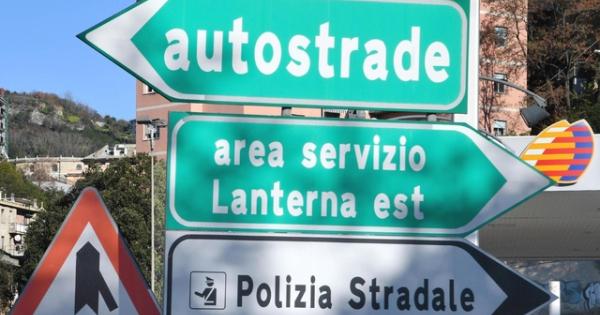 autostrade
area servizio
Lanterna est
Polizia Stradale